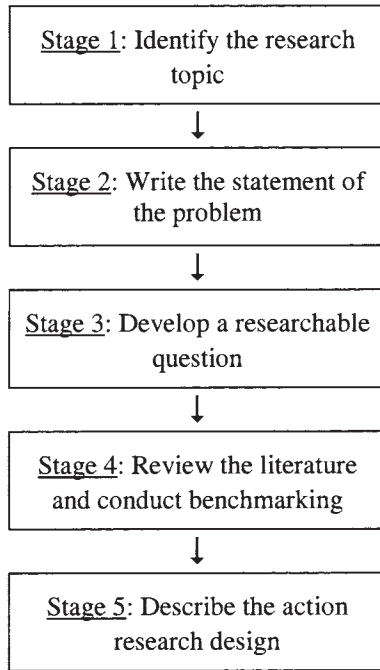 Stage 1: Identify the research
topic
Stage 2: Write the statement of
the problem
Stage 3: Develop a researchable
question
Stage 4: Review the literature
and conduct benchmarking
Stage 5: Describe the action
research design